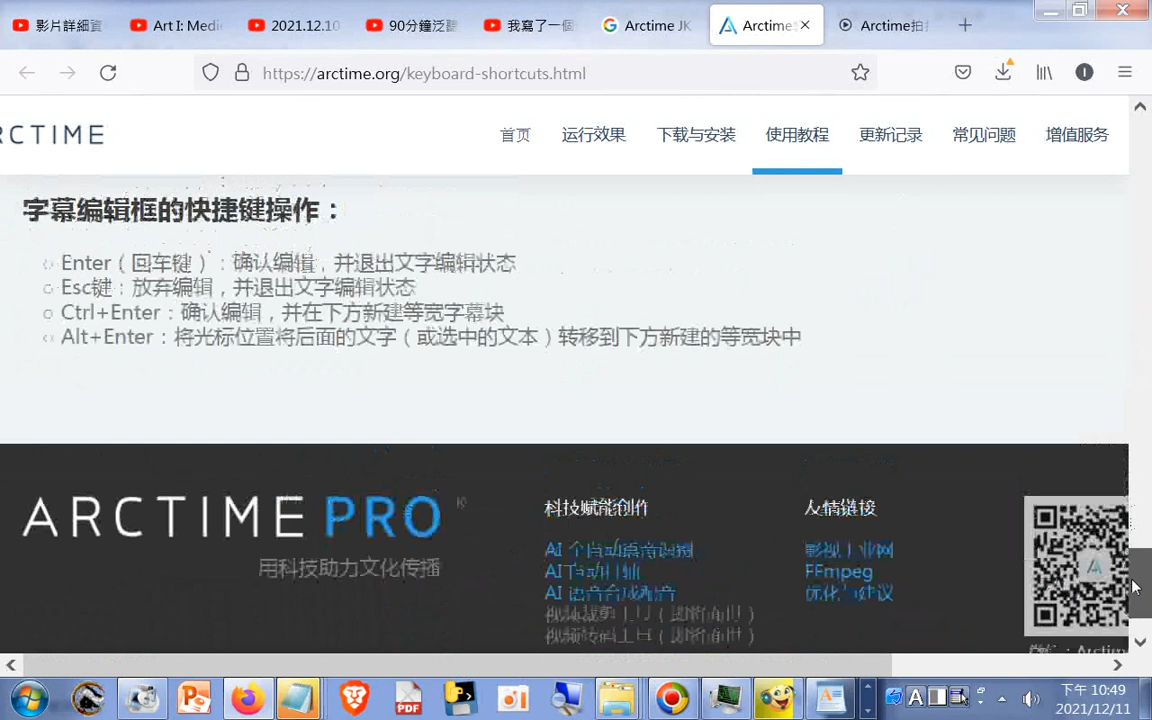 影片詳細資
Art I: Medi
2021.12.10
90分鐘泛聽
我寫了一個
Arctime JK
Arctime
Arctime拍
https://arctime.org/keyboard-shortcuts.html
RCTIME
首页 运行效果 下载与安装 使用教程 更新记录 常见问题 增值服务
字幕编辑框的快捷键操作：
Enter（回车键）：确认编辑，并退出文字编辑状态
Esc键：放弃编辑，并退出文字编辑状态
Ctrl+Enter：确认编辑，并在下方新建等宽字幕块
Alt+Enter：将光标位置将后面的文字（或选中的文本）转移到下方新建的等宽块中
ARCTIME PRO
用科技助力文化传播
科技赋能创作
AI 全自动语音识别
AI
AI 语音合成配音
友情链接
影视工业网
FFmpeg
优化与建议
PDF
A
下午 10:49
2021/12/11